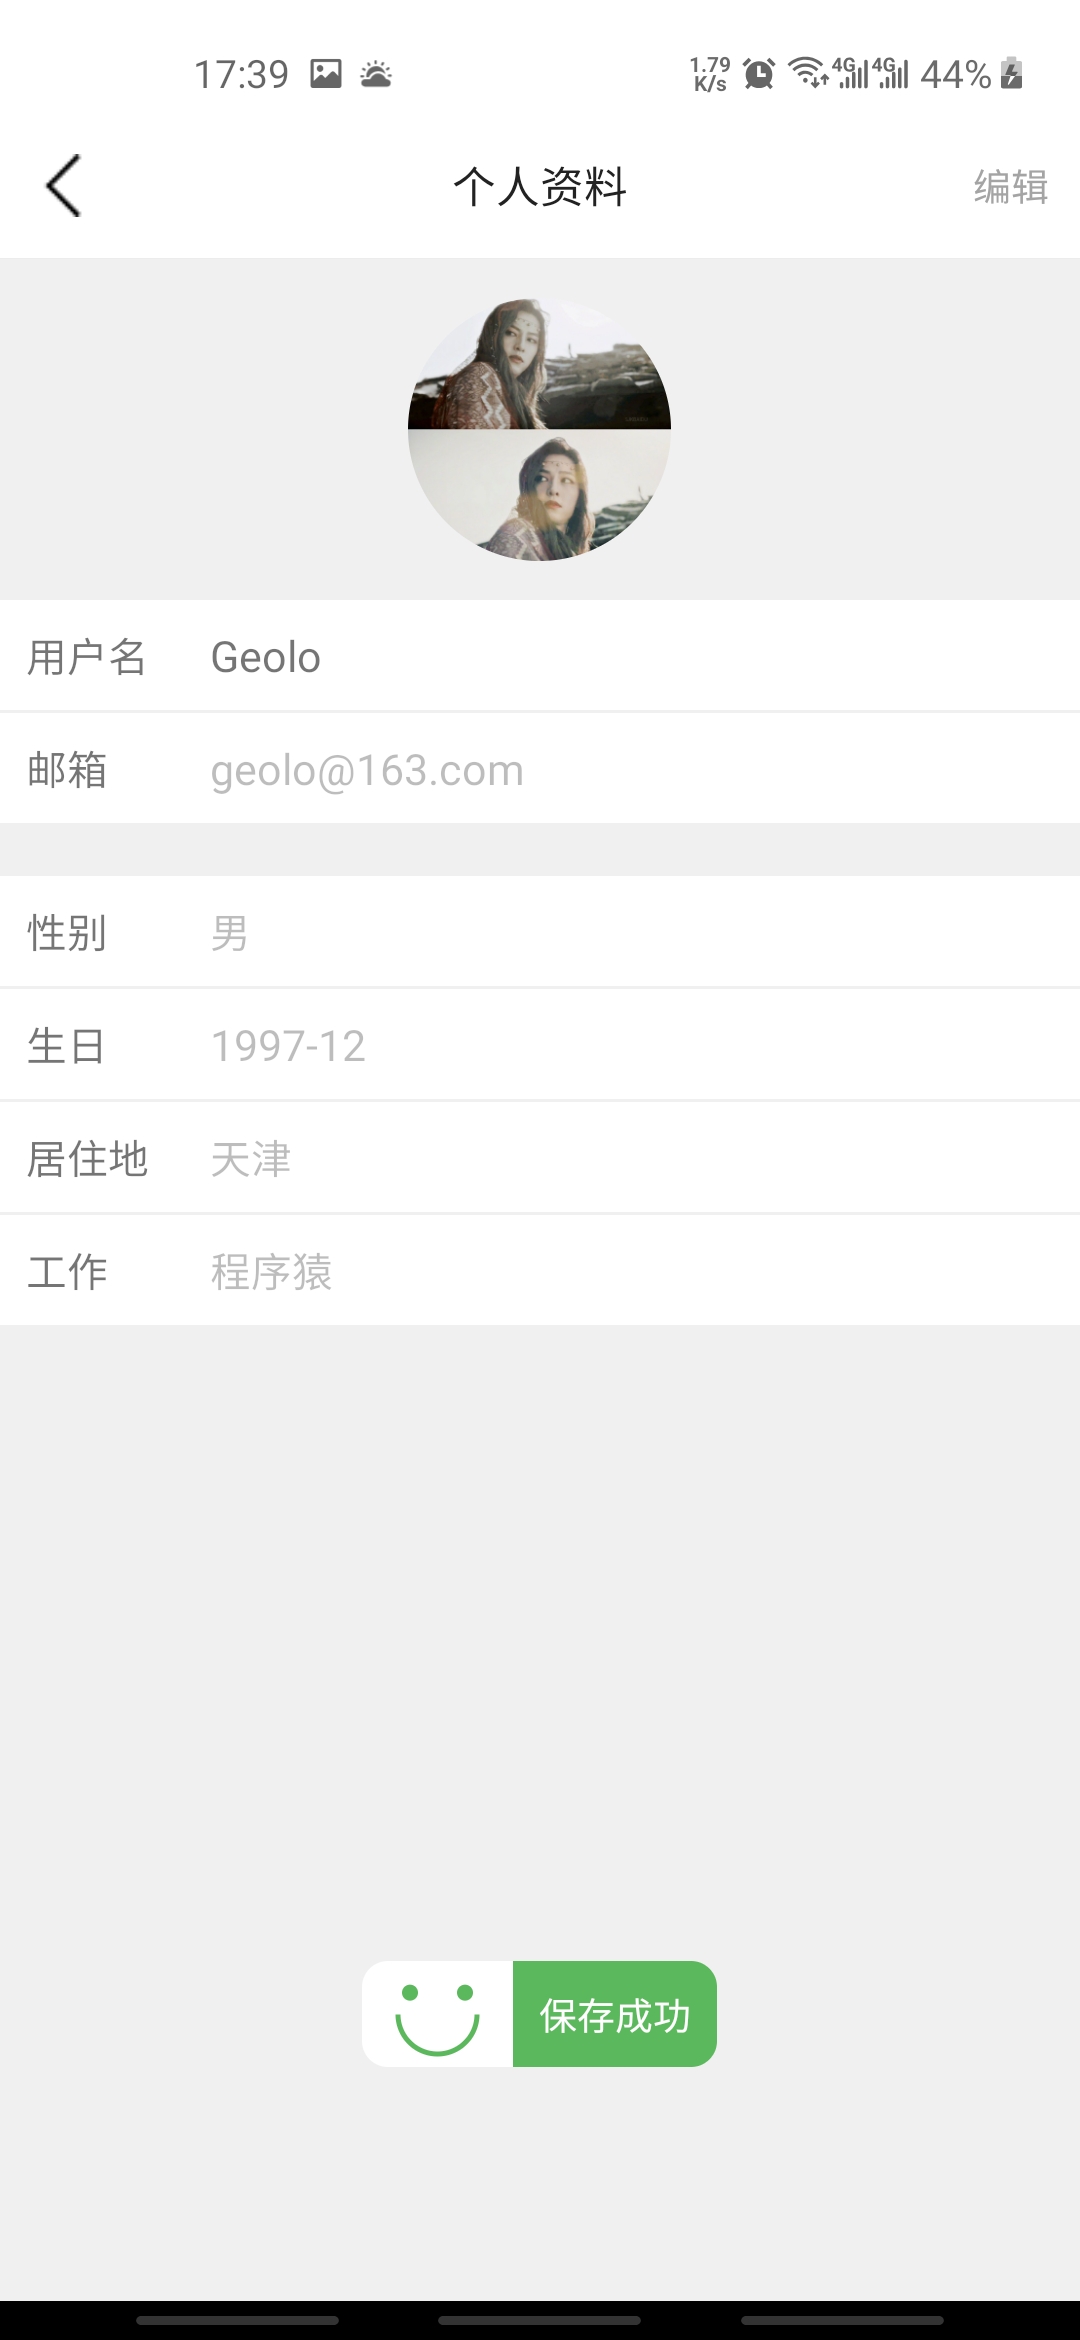 17:39
1.79 K/s
4G 4G 44%
个人资料
编辑
用户名 Geolo
邮箱 geolo@163.com
性别 男
生日 1997-12
居住地 天津
工作 程序猿
保存成功